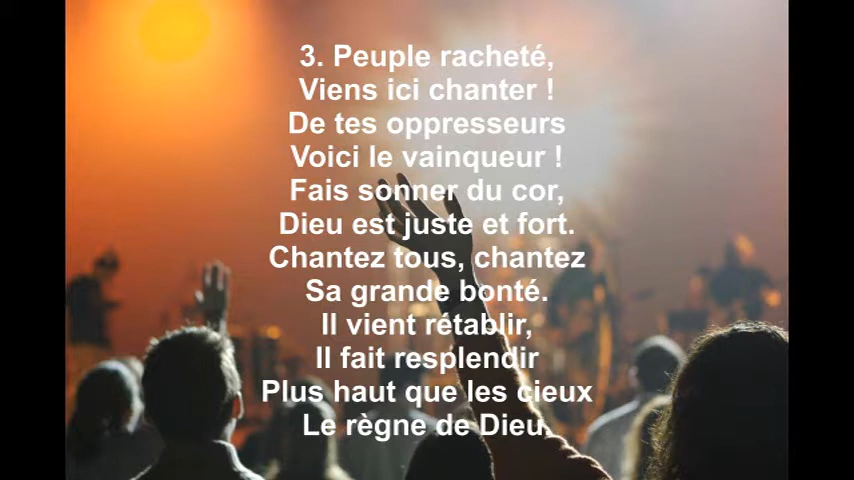 3. Peuple racheté,
Viens ici chanter !
De tes oppresseurs
Voici le vainqueur !
Fais sonner du cor,
Dieu est juste et fort.
Chantez tous, chantez
Sa grande bonté.
Il vient rétablir,
Il fait resplendir
Plus haut que les cieux
Le règne de Dieu.